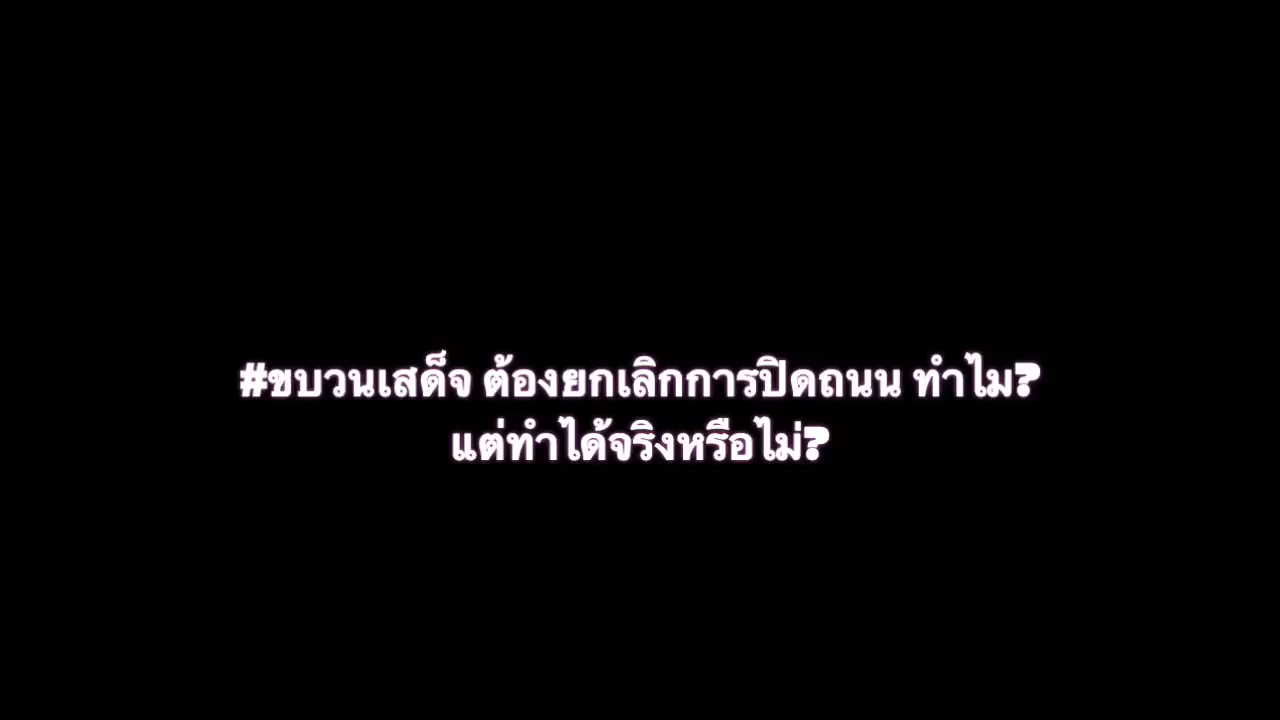 #ขบวนเสด็จ ต้องยกเลิกการปิดถนน ทำไม?
แต่ทำได้จริงหรือไม่?